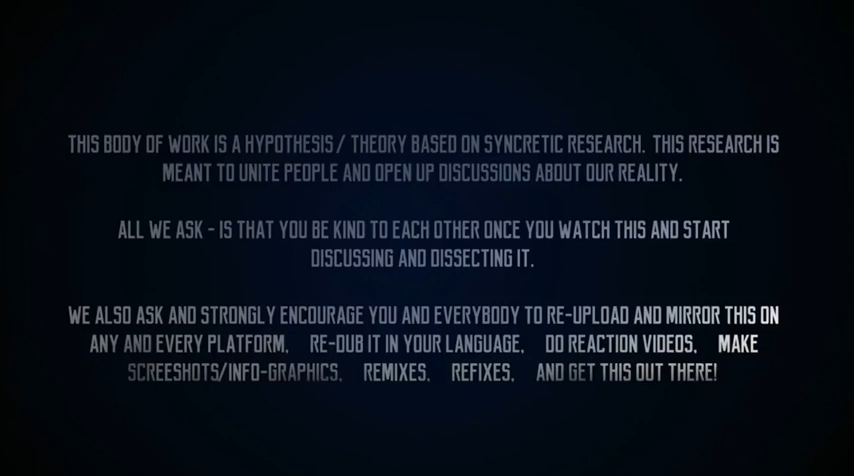 THIS BODY OF WORK IS A HYPOTHESIS / THEORY BASED ON SYNCRETIC RESEARCH. THIS RESEARCH IS
MEANT TO UNITE PEOPLE AND OPEN UP DISCUSSIONS ABOUT OUR REALITY.
ALL WE ASK - IS THAT YOU BE KIND TO EACH OTHER ONCE YOU WATCH THIS AND START
DISCUSSING AND DISSECTING IT.
WE ALSO ASK AND STRONGLY ENCOURAGE YOU AND EVERYBODY TO RE-UPLOAD AND MIRROR THIS ON
ANY AND EVERY PLATFORM, RE-DUB IT IN YOUR LANGUAGE, DO REACTION VIDEOS, MAKE
SCREESHOTS/INFO-GRAPHICS, REMIXES, REFIXES, AND GET THIS OUT THERE!